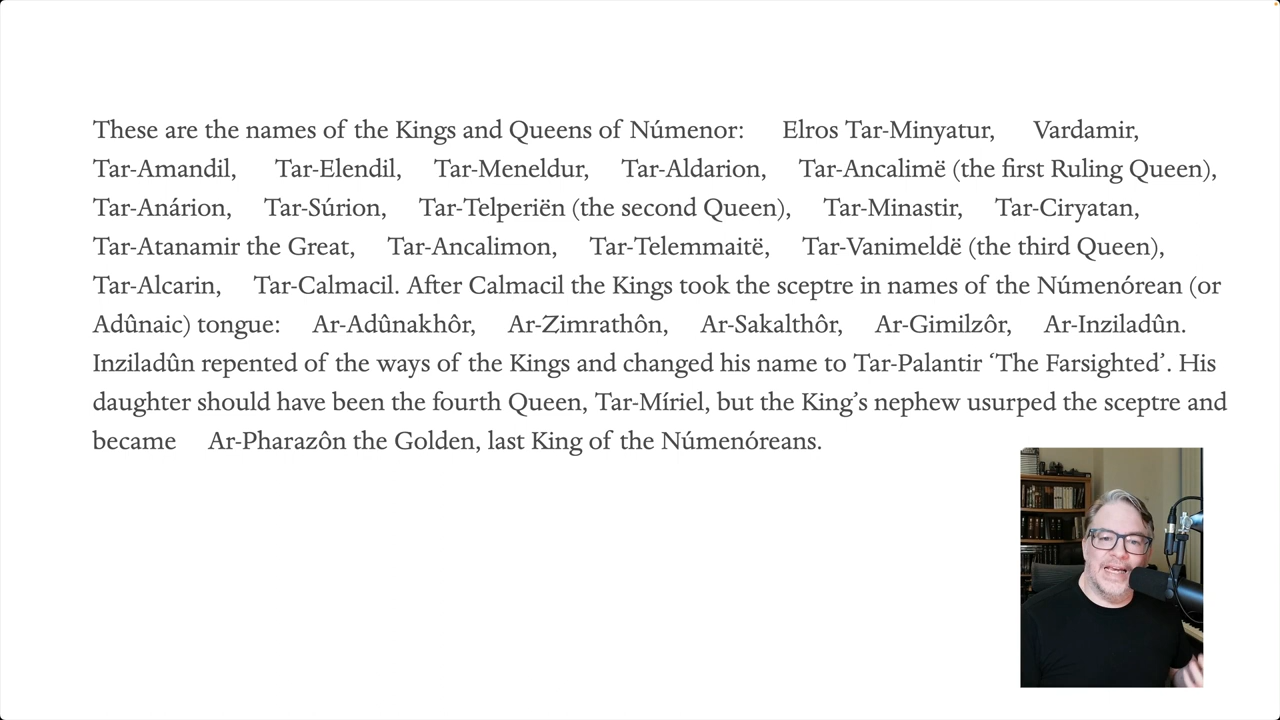 These are the names of the Kings and Queens of Númenor: Elros Tar-Minyatur, Vardamir,
Tar-Amandil, Tar-Elendil, Tar-Meneldur, Tar-Aldarion, Tar-Ancalimë (the first Ruling Queen),
Tar-Anárion, Tar-Súrion, Tar-Telperiën (the second Queen), Tar-Minastir, Tar-Ciryatan,
Tar-Atanamir the Great, Tar-Ancalimon, Tar-Telemmaitë, Tar-Vanimeldë (the third Queen),
Tar-Alcarin, Tar-Calmacil. After Calmacil the Kings took the sceptre in names of the Númenórean (or
Adûnaic) tongue: Ar-Adûnakhôr, Ar-Zimrathôn, Ar-Sakalthôr, Ar-Gimilzôr, Ar-Inziladûn.
Inziladûn repented of the ways of the Kings and changed his name to Tar-Palantir ‘The Farsighted’. His
daughter should have been the fourth Queen, Tar-Míriel, but the King’s nephew usurped the sceptre and
became Ar-Pharazôn the Golden, last King of the Númenóreans.